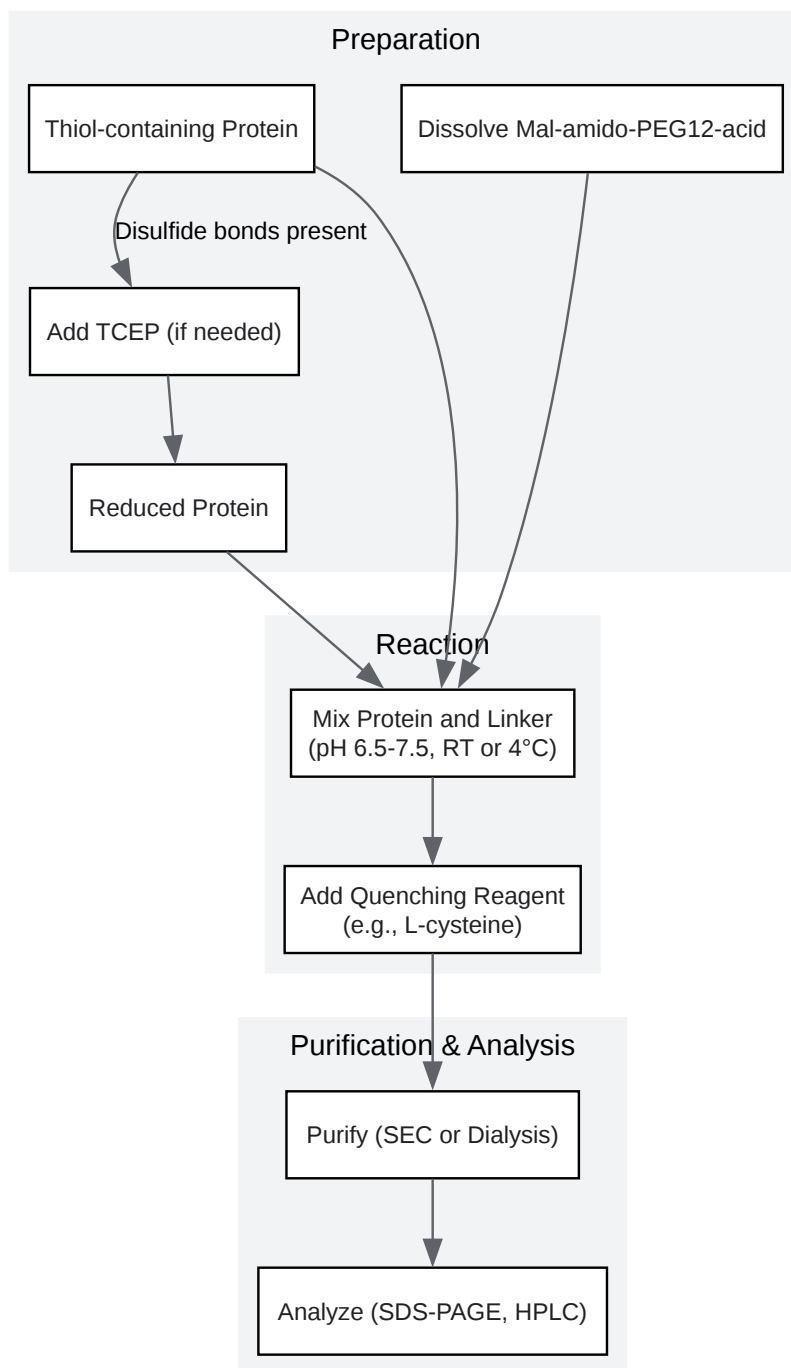 Preparation
Thiol-containing Protein
Dissolve Mal-amido-PEG12-acid
Disulfide bonds present
Add TCEP (if needed)
Reduced Protein
Reaction
Mix Protein and Linker
(pH 6.5-7.5, RT or 4°C)
Add Quenching Reagent
(e.g., L-cysteine)
Purification & Analysis
Purify (SEC or Dialysis)
Analyze (SDS-PAGE, HPLC)